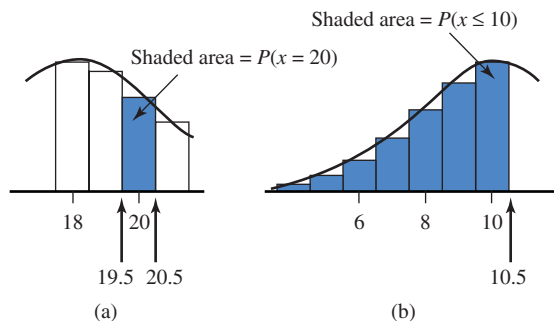 Shaded area = P(x ≤ 10)
Shaded area = P(x = 20)
18 20 6 8 10
19.5 20.5 10.5
(a) (b)